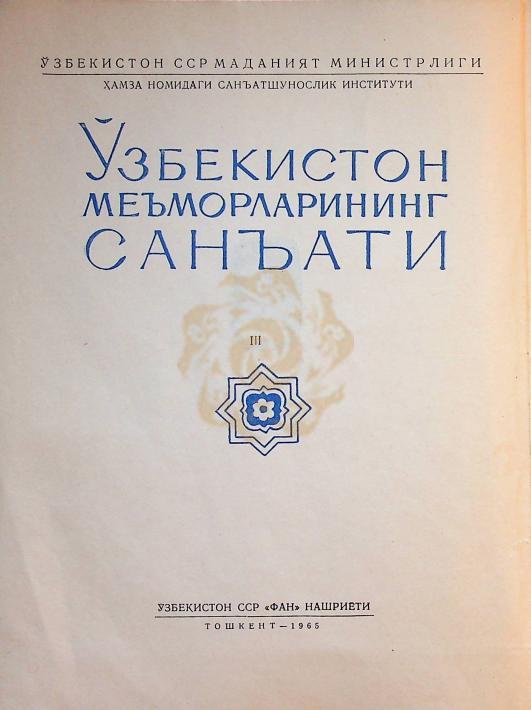 ЎЗБЕКИСТОН ССР МАДАНИЯТ МИНИСТРЛИГИ
ҲАМЗА НОМИДАГИ САНЪАТШУНОСЛИК ИНСТИТУТИ
ЎЗБЕКИСТОН
МЕЪМОРЛАРИНИНГ
САНЪАТИ
III
ЎЗБЕКИСТОН ССР «ФАН» НАШРИЁТИ
ТОШКЕНТ — 1965